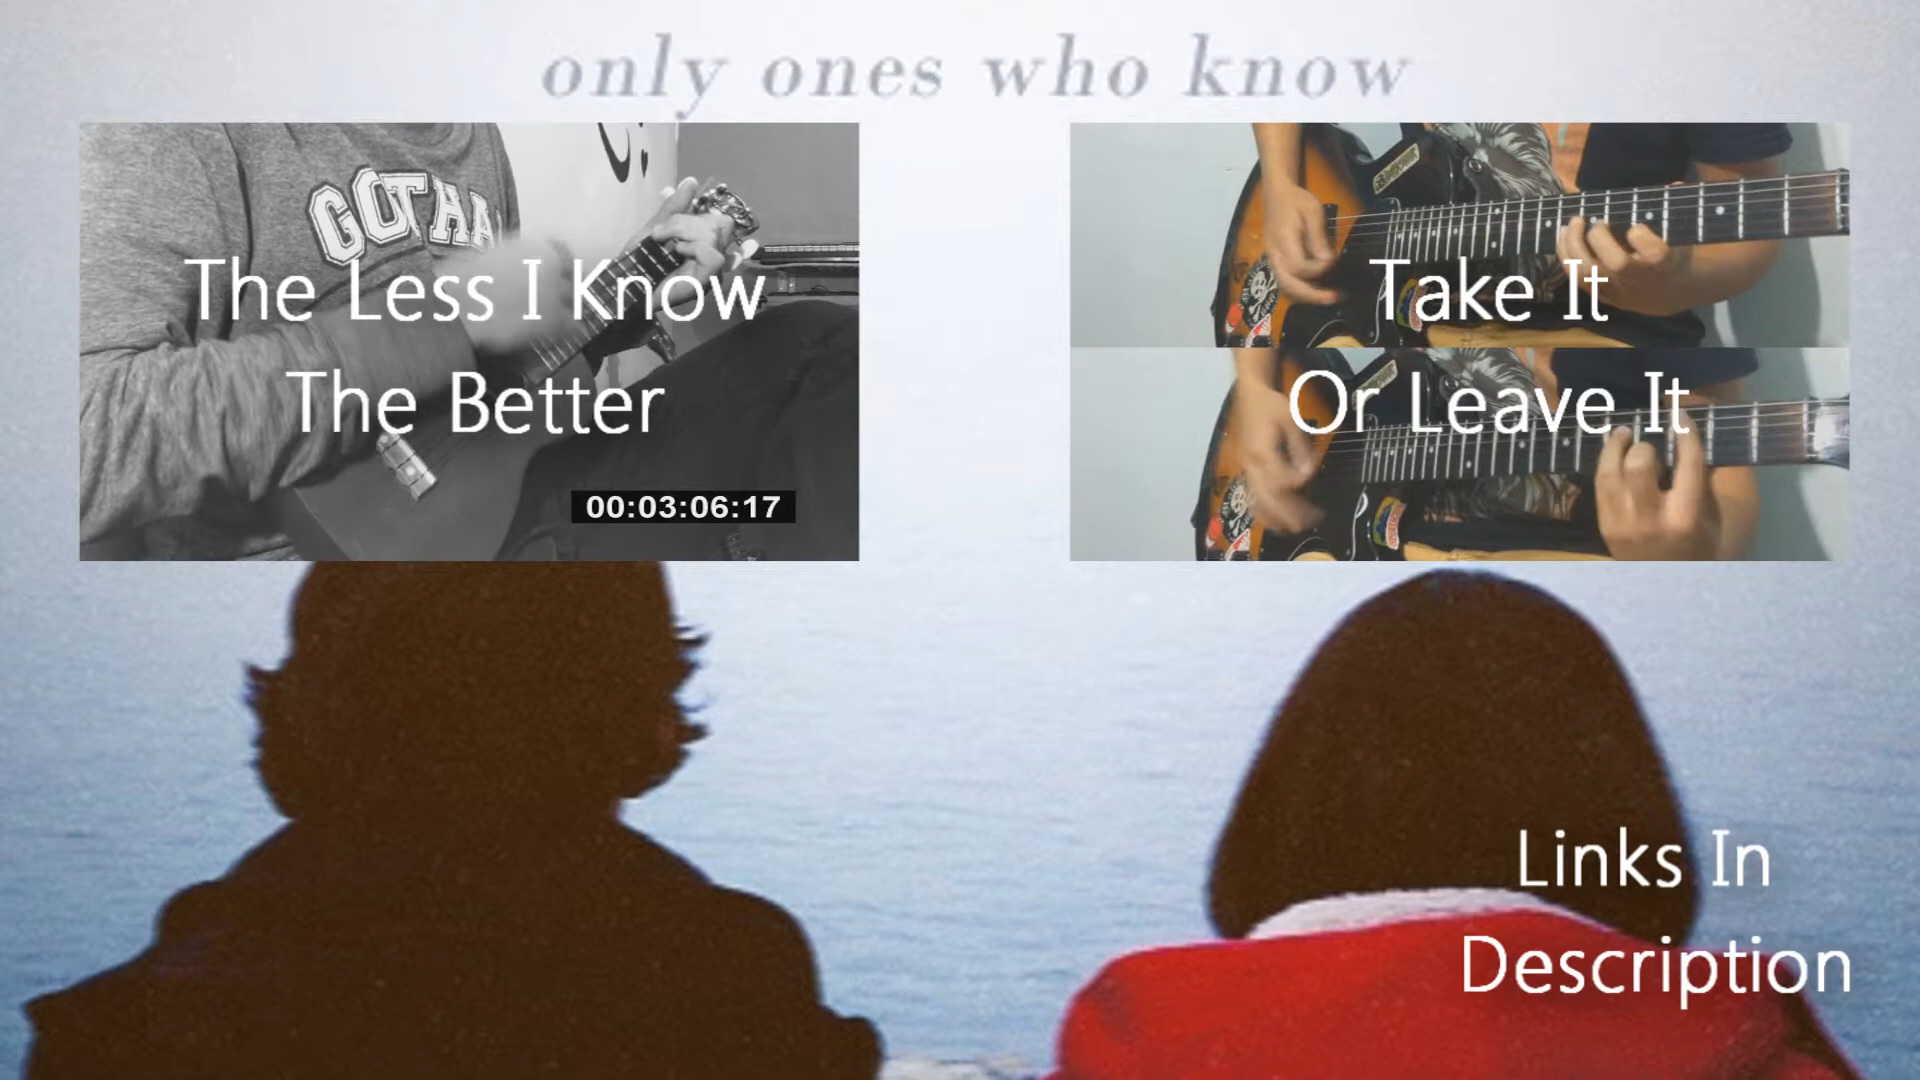 only ones who know
GOTHA
The Less I Know
The Better
00:03:06:17
Take It
Or Leave It
Links In
Description